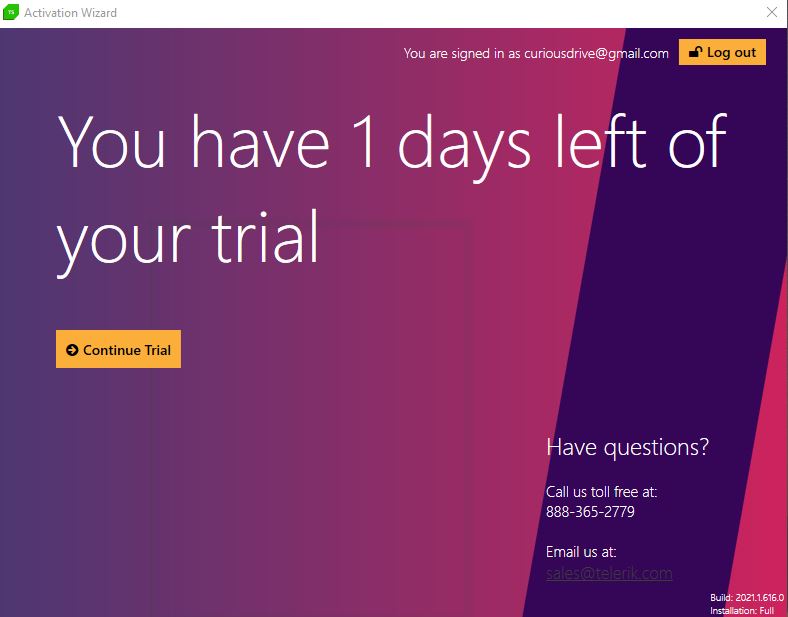 Activation Wizard
You are signed in as curiousdrive@gmail.com
Log out
You have 1 days left of
your trial
Continue Trial
Have questions?
Call us toll free at:
888-365-2779
Email us at:
sales@telerik.com
Build: 2021.1.616.0
Installation: Full